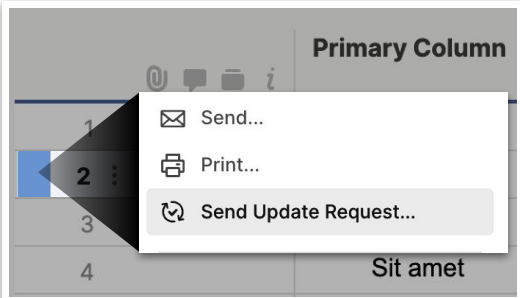 Primary Column
i
1
Send...
2
Print...
Send Update Request...
3
4
Sit amet